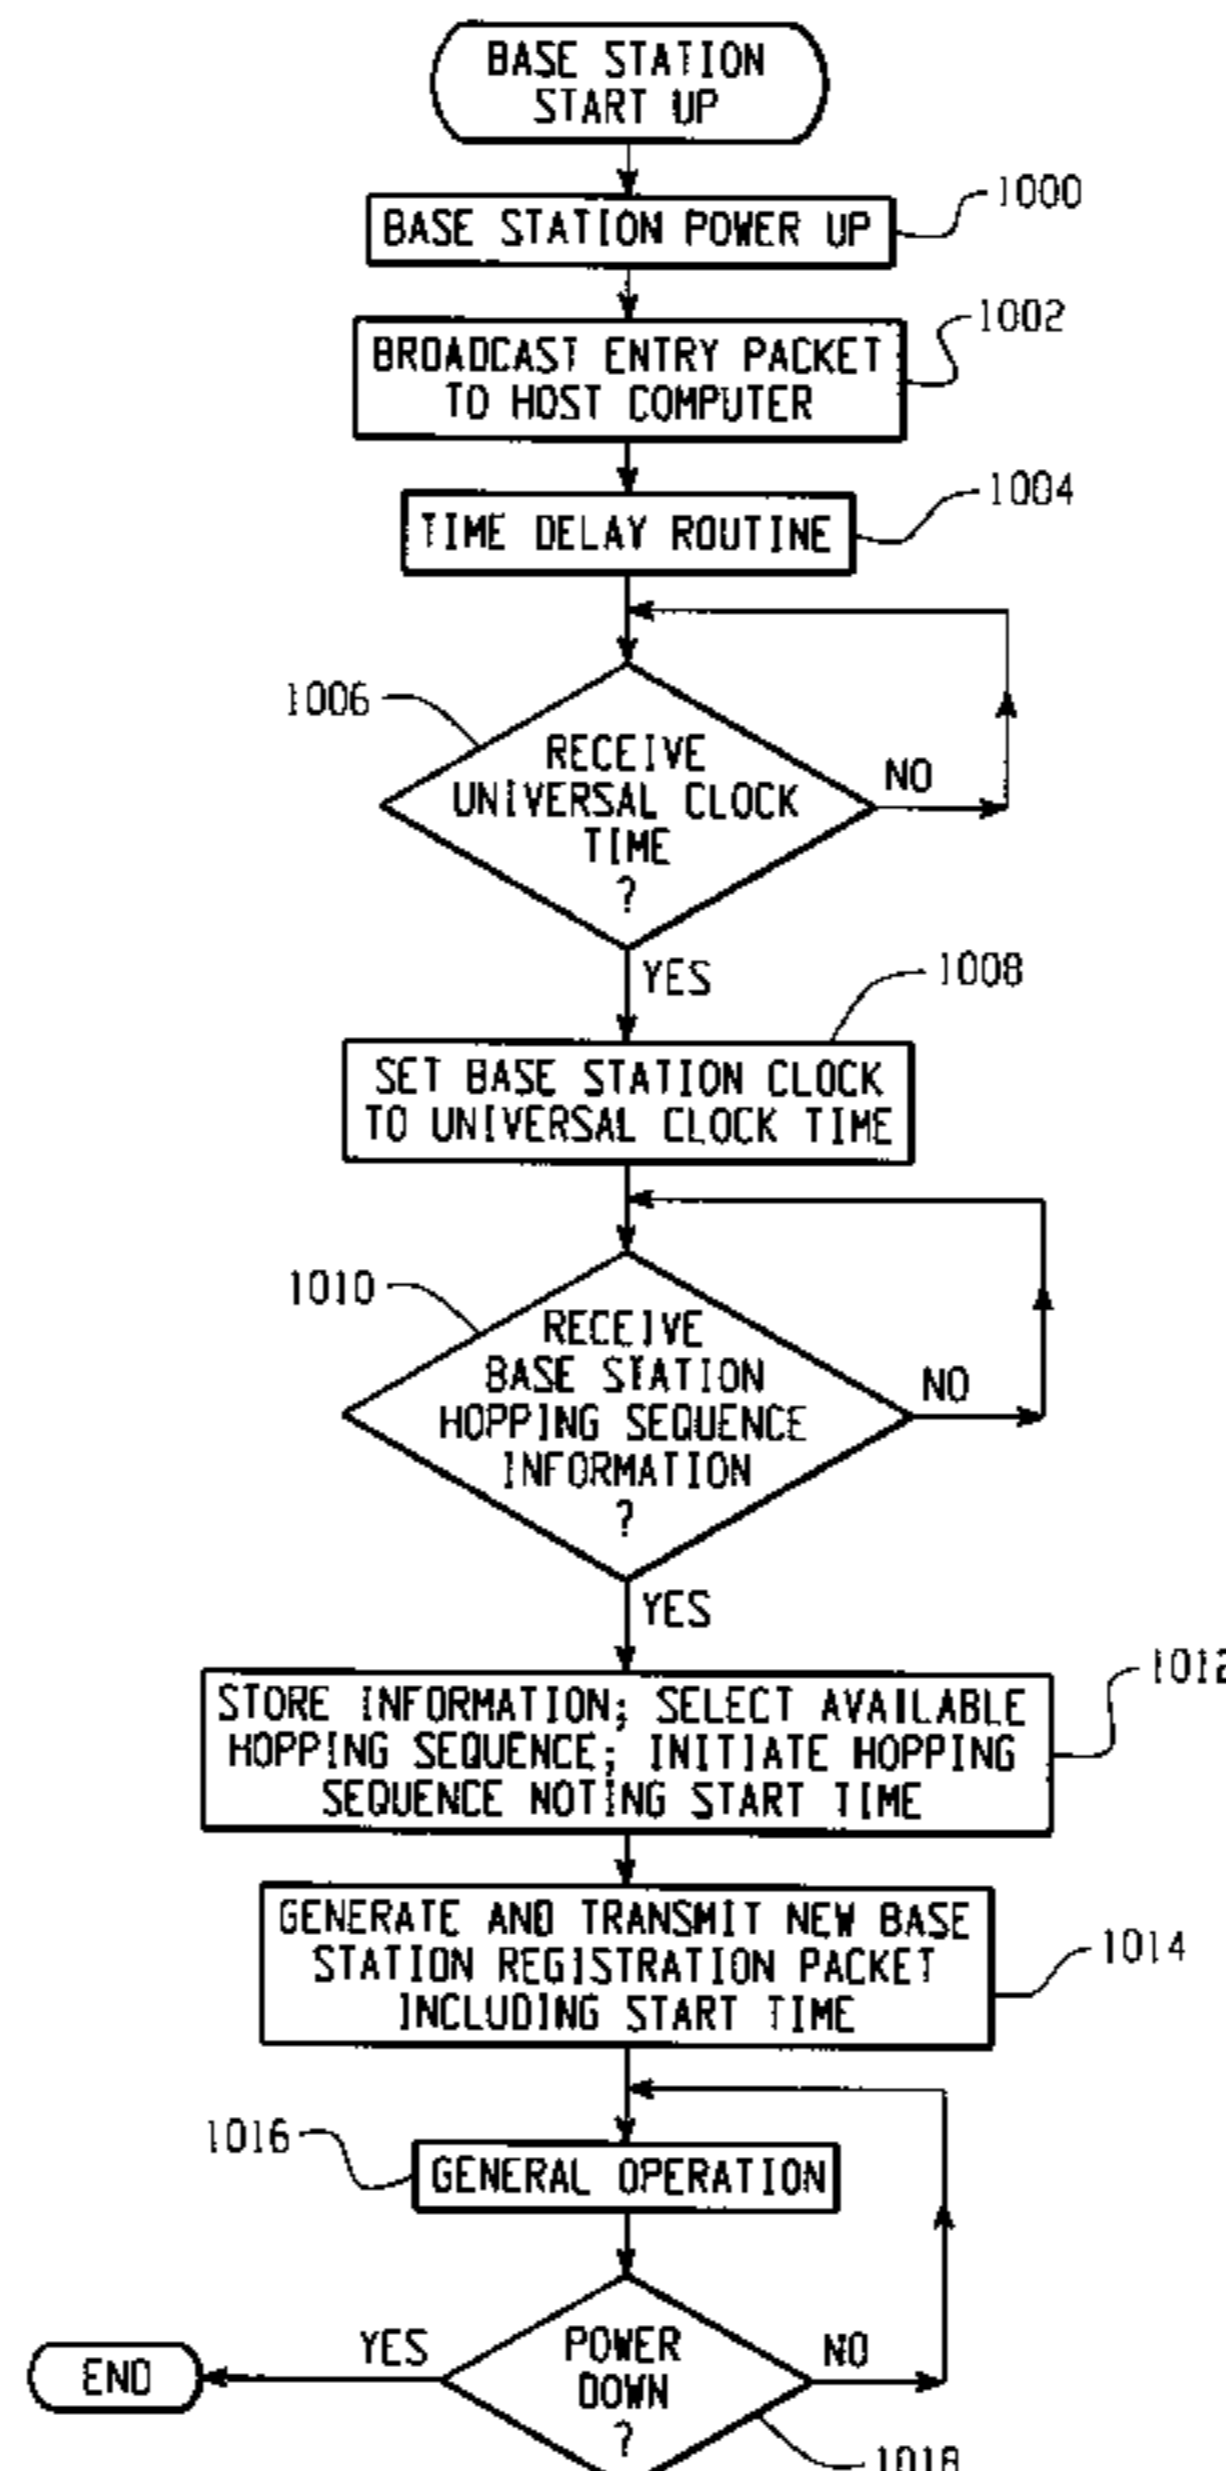 BASE STATION
START UP
1000
BASE STATION POWER UP
1002
BROADCAST ENTRY PACKET
TO HOST COMPUTER
1004
TIME DELAY ROUTINE
1006
RECEIVE
UNIVERSAL CLOCK
TIME
?
NO
YES
1008
SET BASE STATION CLOCK
TO UNIVERSAL CLOCK TIME
1010
RECEIVE
BASE STATION
HOPPING SEQUENCE
INFORMATION
?
NO
YES
1012
STORE INFORMATION; SELECT AVAILABLE
HOPPING SEQUENCE; INITIATE HOPPING
SEQUENCE NOTING START TIME
1014
GENERATE AND TRANSMIT NEW BASE
STATION REGISTRATION PACKET
INCLUDING START TIME
1016
GENERAL OPERATION
POWER
DOWN
?
YES
NO
END
1018